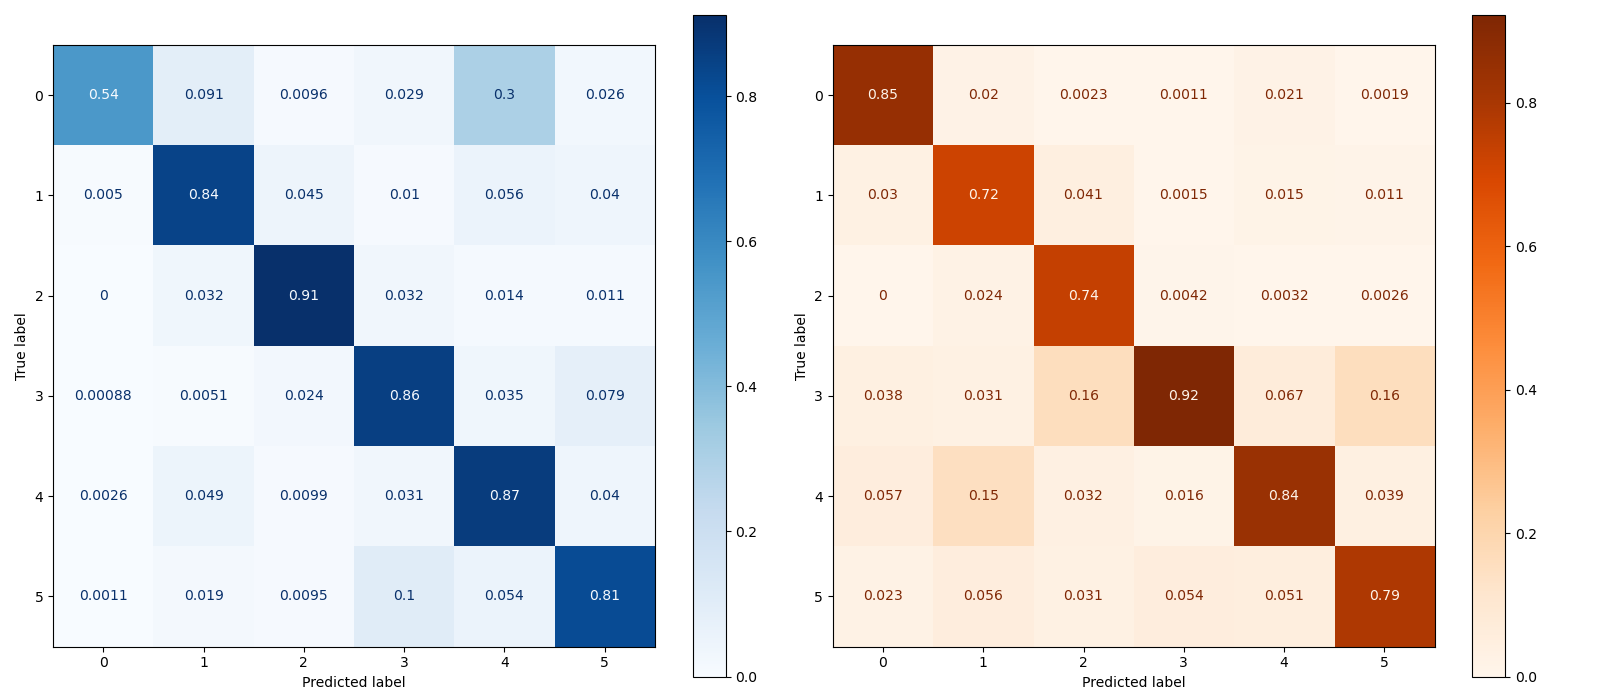 0 0.54 0.091 0.0096 0.029 0.3 0.026
1 0.005 0.84 0.045 0.01 0.056 0.04
2 0 0.032 0.91 0.032 0.014 0.011
3 0.00088 0.0051 0.024 0.86 0.035 0.079
4 0.0026 0.049 0.0099 0.031 0.87 0.04
5 0.0011 0.019 0.0095 0.1 0.054 0.81
0 1 2 3 4 5
True label
Predicted label
0.8
0.6
0.4
0.2
0.0
0 0.85 0.02 0.0023 0.0011 0.021 0.0019
1 0.03 0.72 0.041 0.0015 0.015 0.011
2 0 0.024 0.74 0.0042 0.0032 0.0026
3 0.038 0.031 0.16 0.92 0.067 0.16
4 0.057 0.15 0.032 0.016 0.84 0.039
5 0.023 0.056 0.031 0.054 0.051 0.79
0 1 2 3 4 5
True label
Predicted label
0.8
0.6
0.4
0.2
0.0